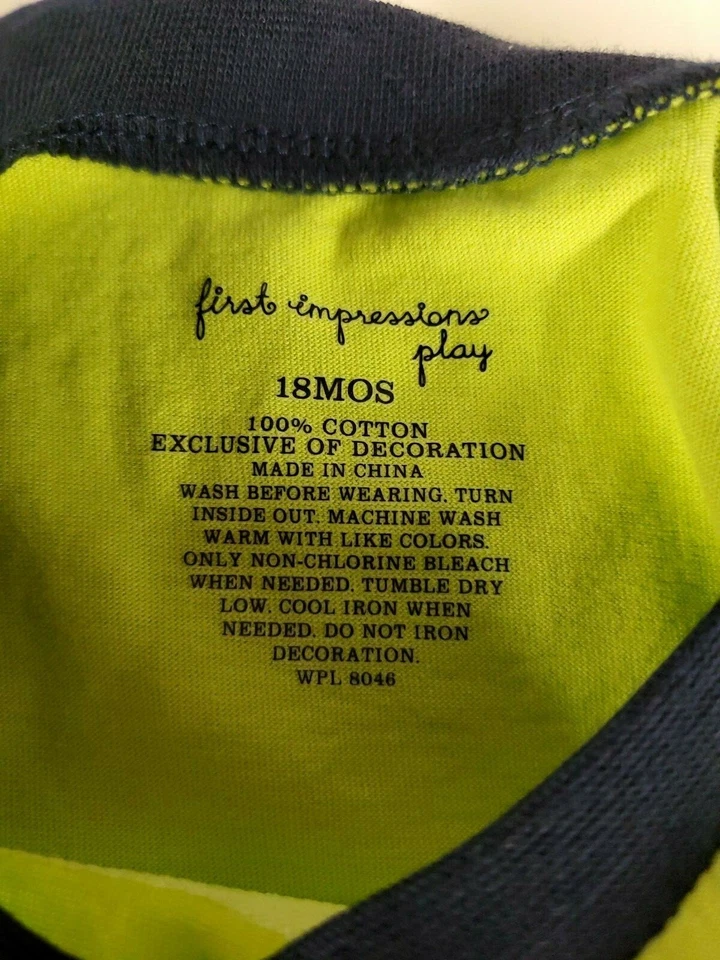 first impressions
play
18MOS
100% COTTON
EXCLUSIVE OF DECORATION
MADE IN CHINA
WASH BEFORE WEARING. TURN
INSIDE OUT. MACHINE WASH
WARM WITH LIKE COLORS.
ONLY NON-CHLORINE BLEACH
WHEN NEEDED. TUMBLE DRY
LOW. COOL IRON WHEN
NEEDED. DO NOT IRON
DECORATION.
WPL 8046